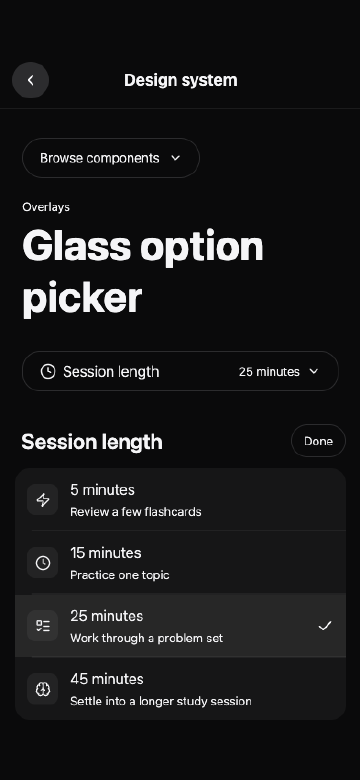 Design system
Browse components
Overlays
Glass option
picker
Session length
25 minutes
Session length
Done
5 minutes
Review a few flashcards
15 minutes
Practice one topic
25 minutes
Work through a problem set
45 minutes
Settle into a longer study session